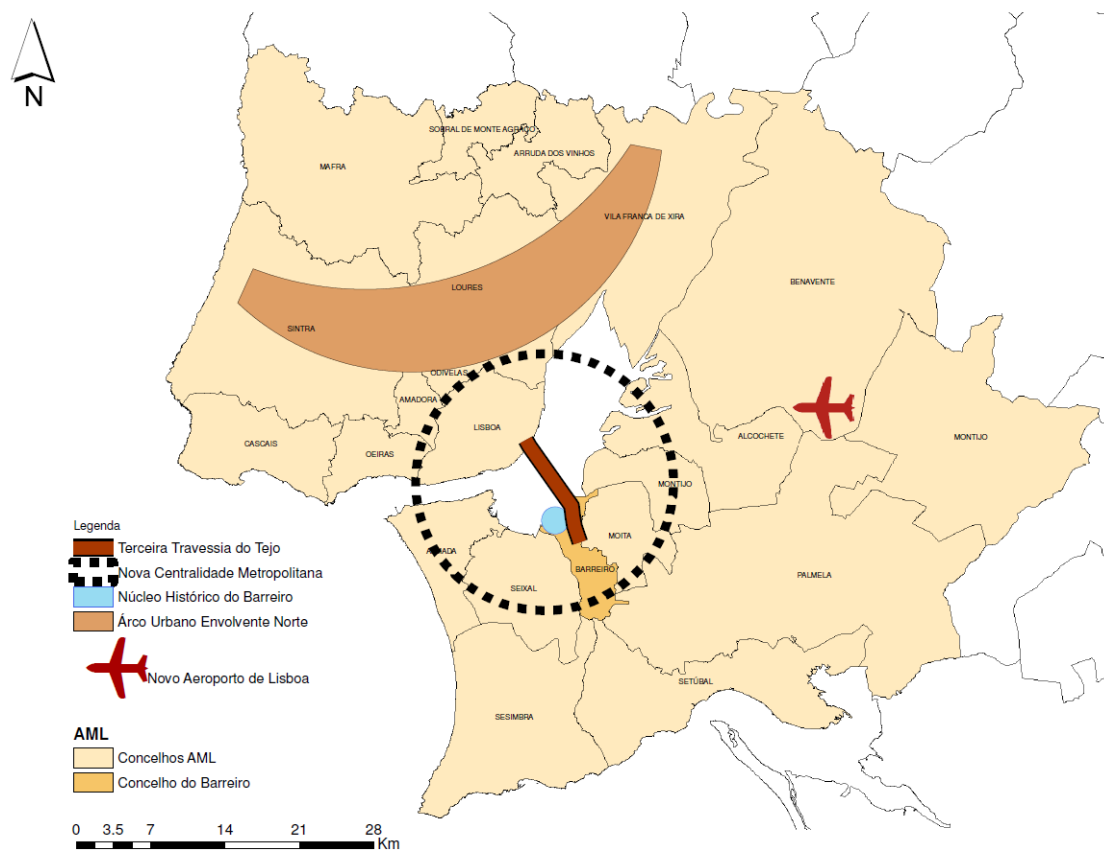 N
SOBRAL DE MONTE AGRAÇO
ARRUDA DOS VINHOS
MAFRA
VILA FRANCA DE XIRA
BENAVENTE
LOURES
SINTRA
ODIVELAS
AMADORA
LISBOA
CASCAIS
OEIRAS
ALCOCHETE
MONTIJO
MONTIJO
MOITA
ALMADA
BARREIRO
SEIXAL
PALMELA
SETÚBAL
SESIMBRA
Legenda
Terceira Travessia do Tejo
Nova Centralidade Metropolitana
Núcleo Histórico do Barreiro
Árco Urbano Envolvente Norte
Novo Aeroporto de Lisboa
AML
Concelhos AML
Concelho do Barreiro
0 3.5 7 14 21 28
Km